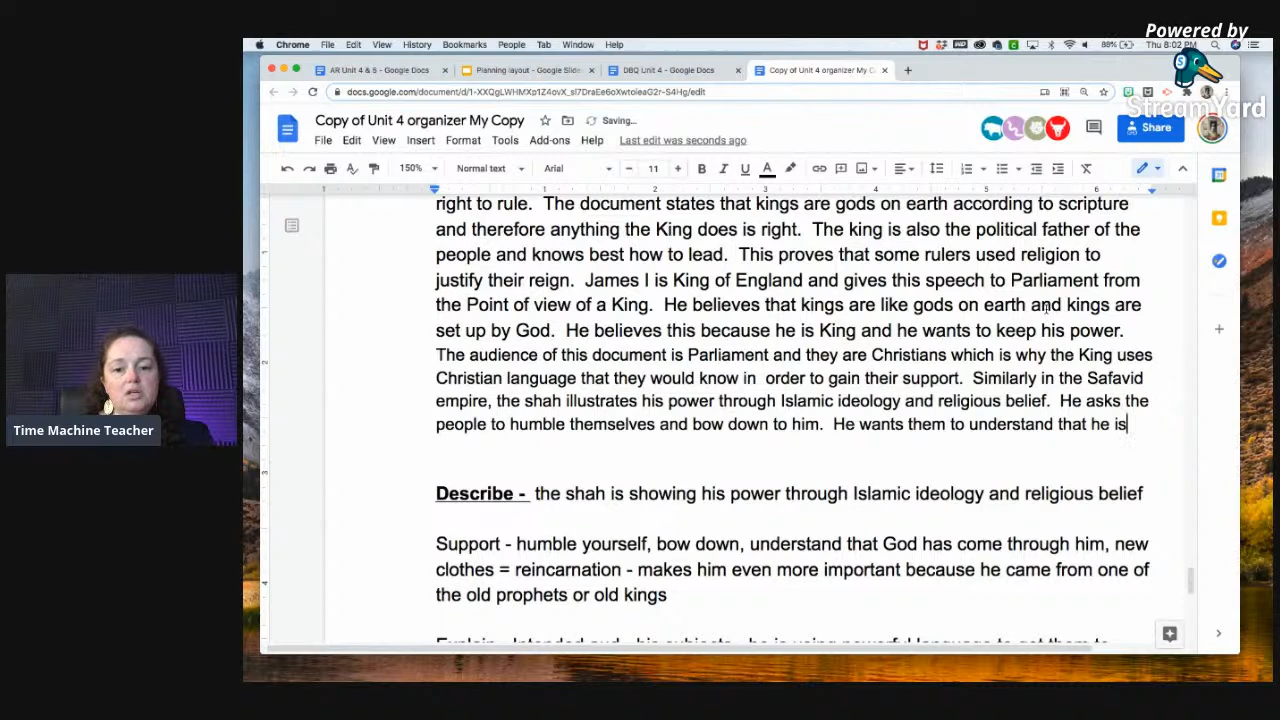 Powered by
StreamYard
Chrome File Edit View History Bookmarks People Tab Window Help
88% Thu 8:02 PM
AR Unit 4 & 5 - Google Docs
Planning layout - Google Slide
DBQ Unit 4 - Google Docs
Copy of Unit 4 organizer My C
Copy of Unit 4 organizer My Copy Saving...
File Edit View Insert Format Tools Add-ons Help Last edit was seconds ago
Share
150% Normal text Arial 11 B I U A
1 1 2 3 4 5 6
right to rule. The document states that kings are gods on earth according to scripture
and therefore anything the King does is right. The king is also the political father of the
people and knows best how to lead. This proves that some rulers used religion to
justify their reign. James I is King of England and gives this speech to Parliament from
the Point of view of a King. He believes that kings are like gods on earth and kings are
set up by God. He believes this because he is King and he wants to keep his power.
The audience of this document is Parliament and they are Christians which is why the King uses
Christian language that they would know in order to gain their support. Similarly in the Safavid
empire, the shah illustrates his power through Islamic ideology and religious belief. He asks the
people to humble themselves and bow down to him. He wants them to understand that he is
Describe - the shah is showing his power through Islamic ideology and religious belief
Support - humble yourself, bow down, understand that God has come through him, new
clothes = reincarnation - makes him even more important because he came from one of
the old prophets or old kings
Time Machine Teacher